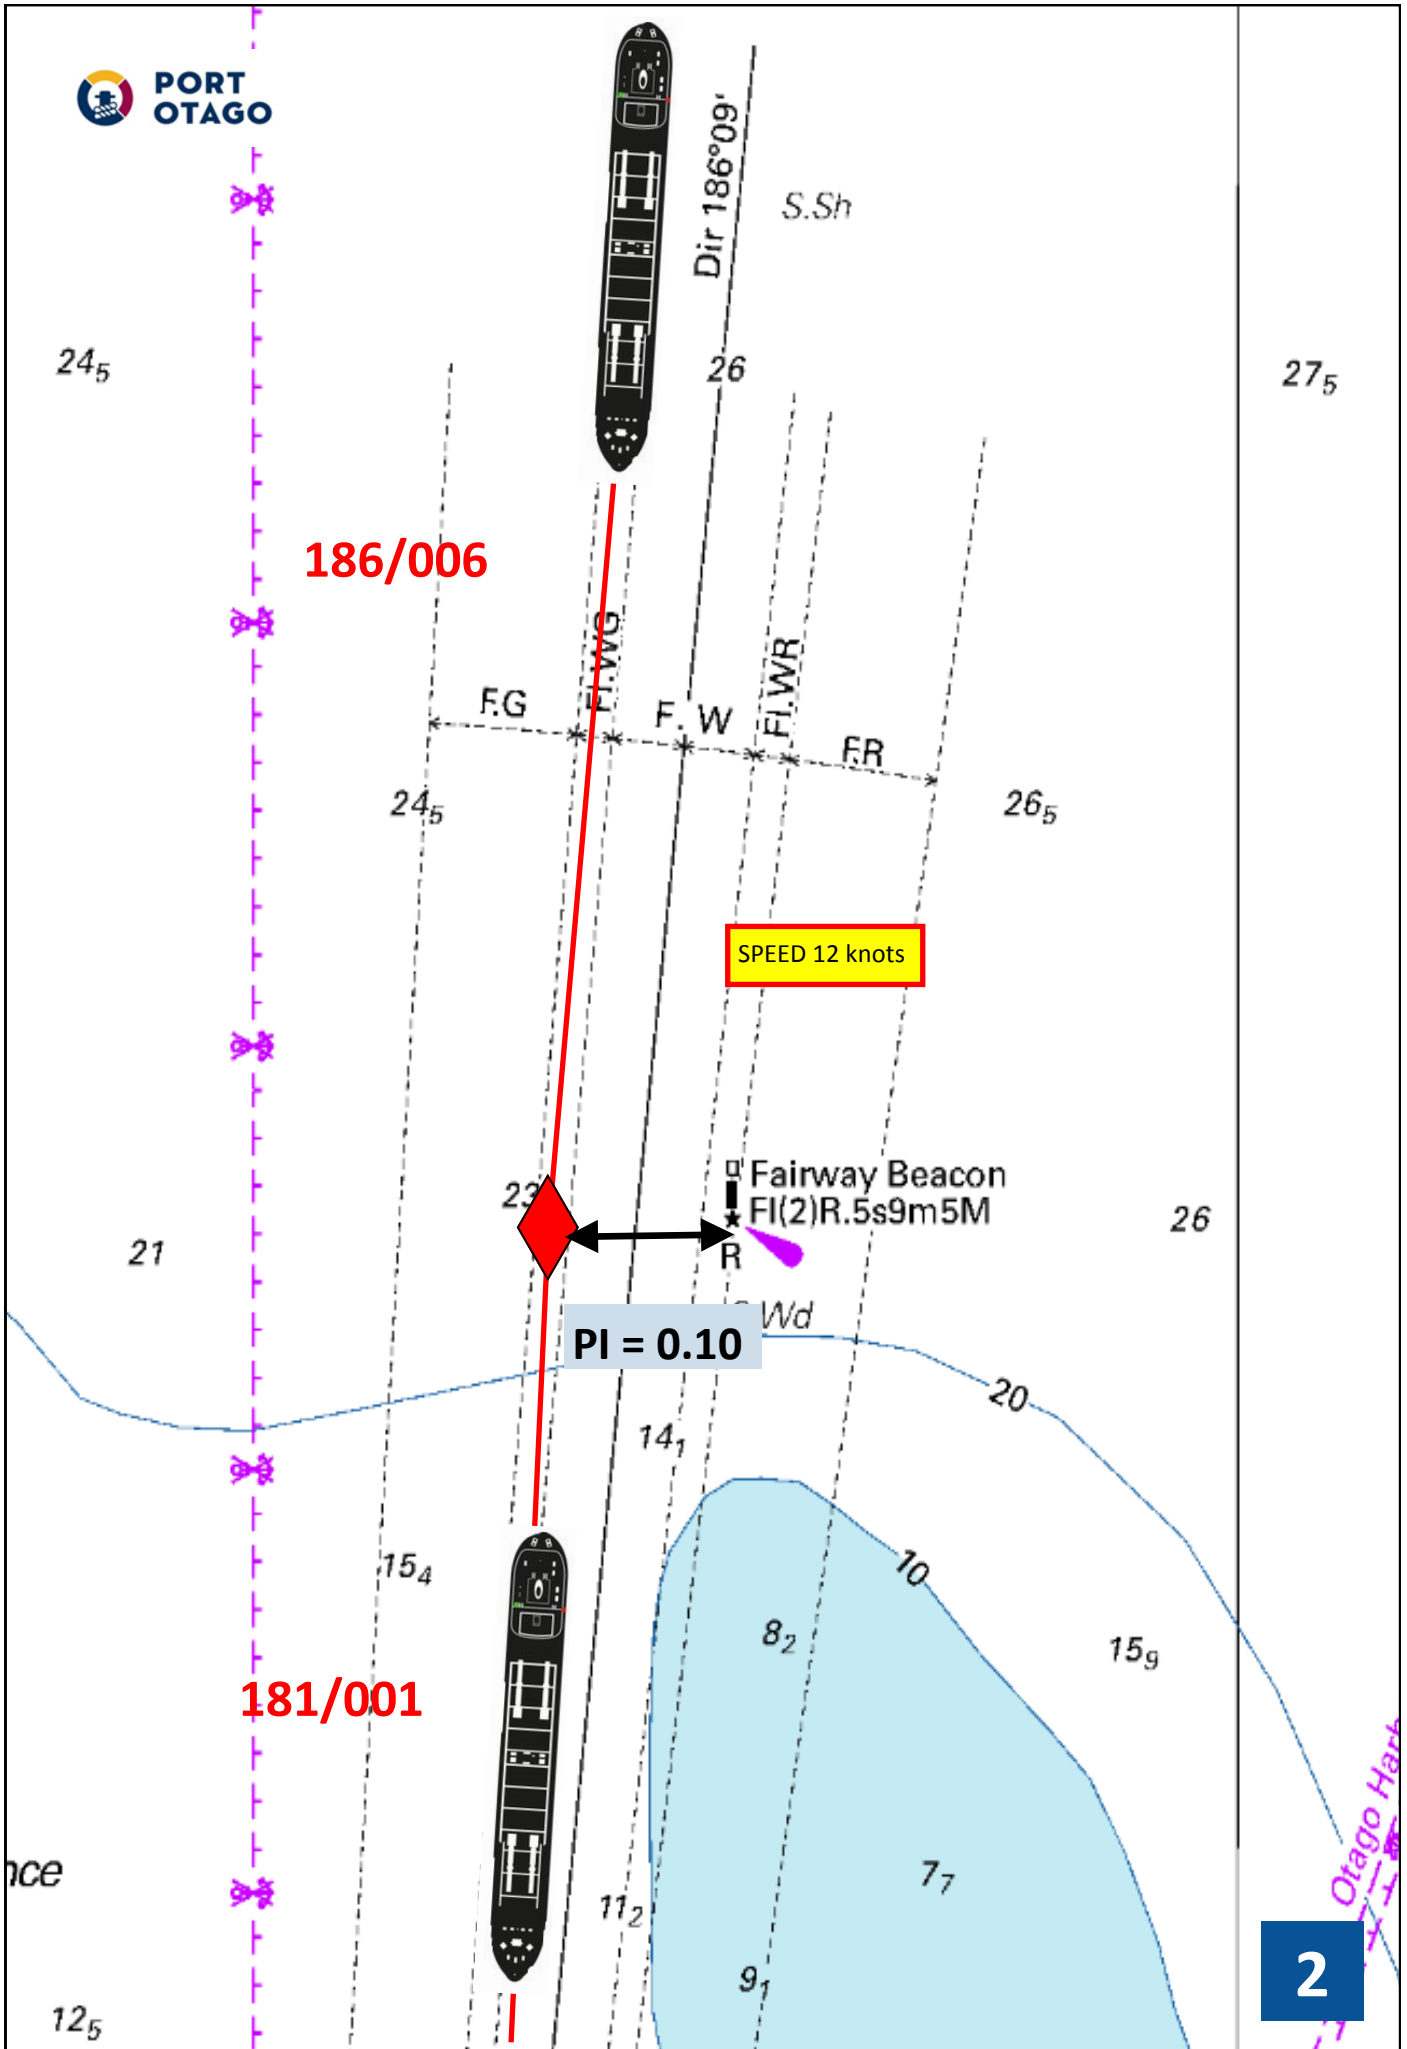 PORT
OTAGO
Dir 186°09'
S.Sh
24₅
26
27₅
186/006
Fl.WG
Fl.WR
F.G
F. W
F.R
24₅
26₅
SPEED 12 knots
23
Fairway Beacon
Fl(2)R.5s9m5M
R
26
21
Wd
PI = 0.10
20
14₁
10
15₄
8₂
15₉
181/001
nce
7₇
11₂
Otago Harb
9₁
2
12₅